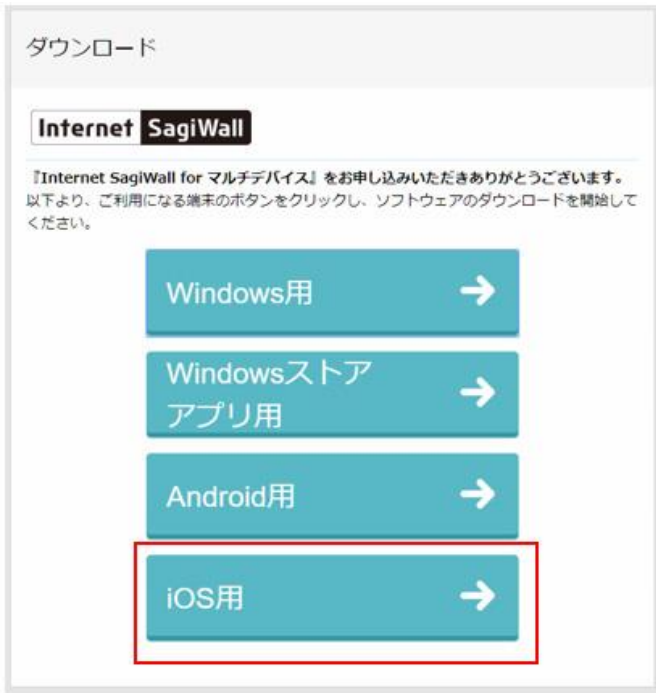 ダウンロード
Internet SagiWall
『Internet SagiWall for マルチデバイス』をお申し込みいただきありがとうございます。
以下より、ご利用になる端末のボタンをクリックし、ソフトウェアのダウンロードを開始して
ください。
Windows用
Windowsストア
アプリ用
Android用
iOS用